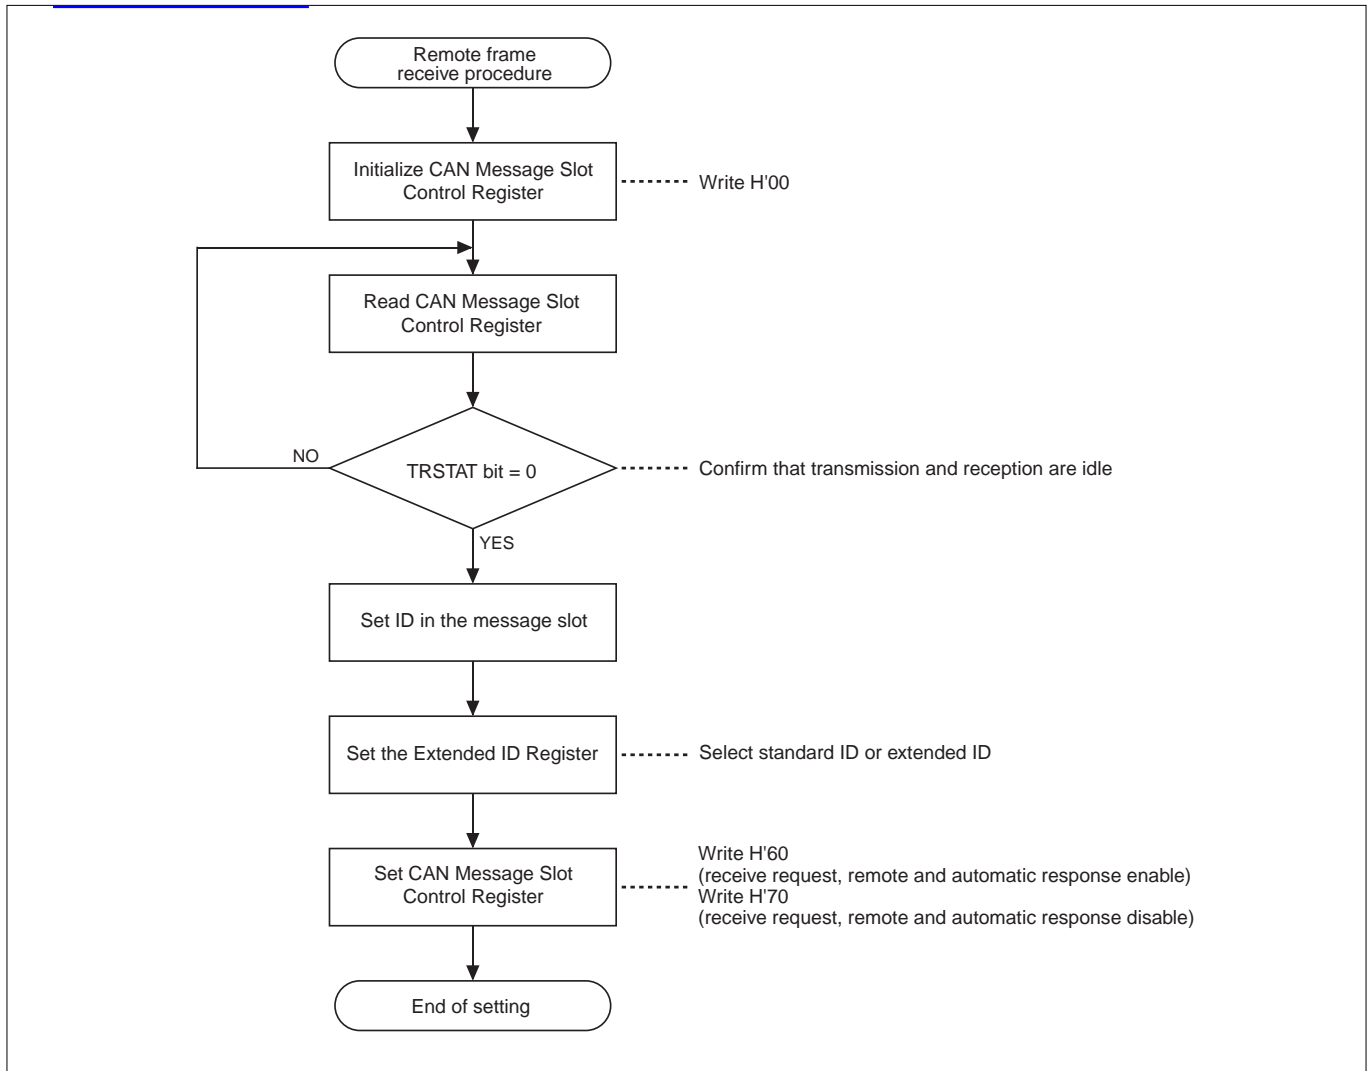 Remote frame
receive procedure
Initialize CAN Message Slot
Control Register
Write H'00
Read CAN Message Slot
Control Register
NO
TRSTAT bit = 0
Confirm that transmission and reception are idle
YES
Set ID in the message slot
Set the Extended ID Register
Select standard ID or extended ID
Set CAN Message Slot
Control Register
Write H'60
(receive request, remote and automatic response enable)
Write H'70
(receive request, remote and automatic response disable)
End of setting